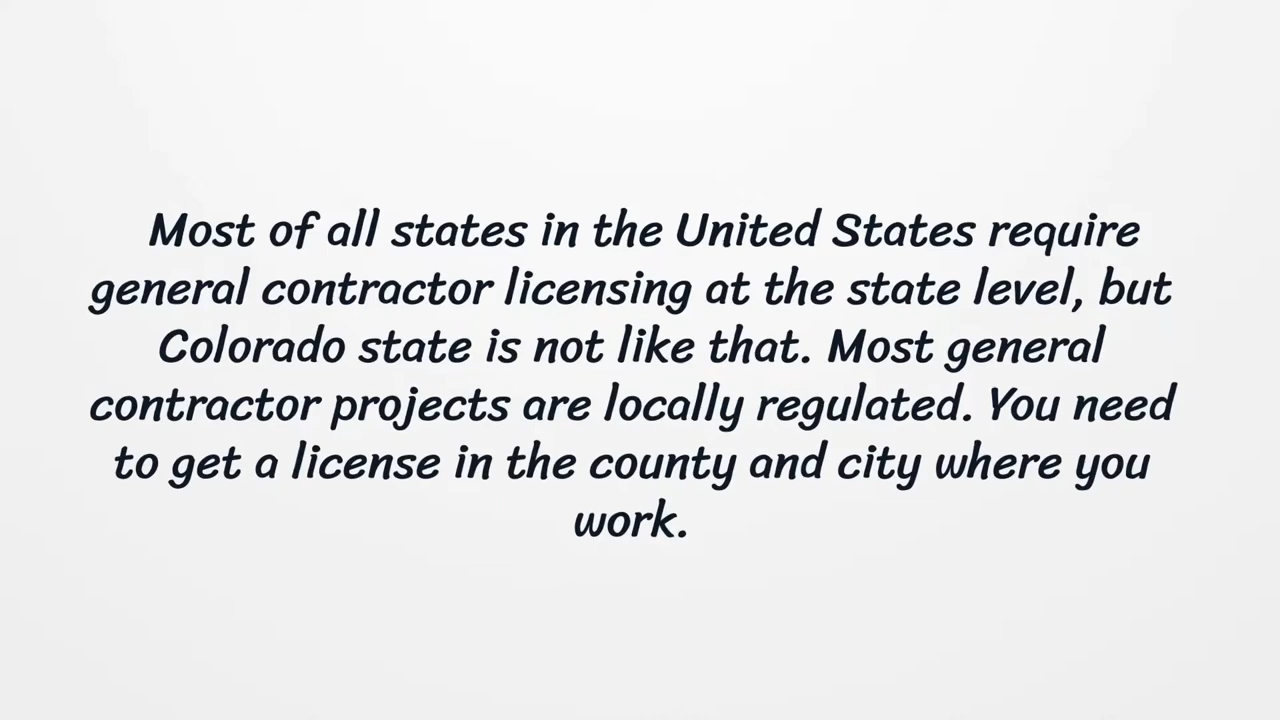 Most of all states in the United States require
general contractor licensing at the state level, but
Colorado state is not like that. Most general
contractor projects are locally regulated. You need
to get a license in the county and city where you
work.